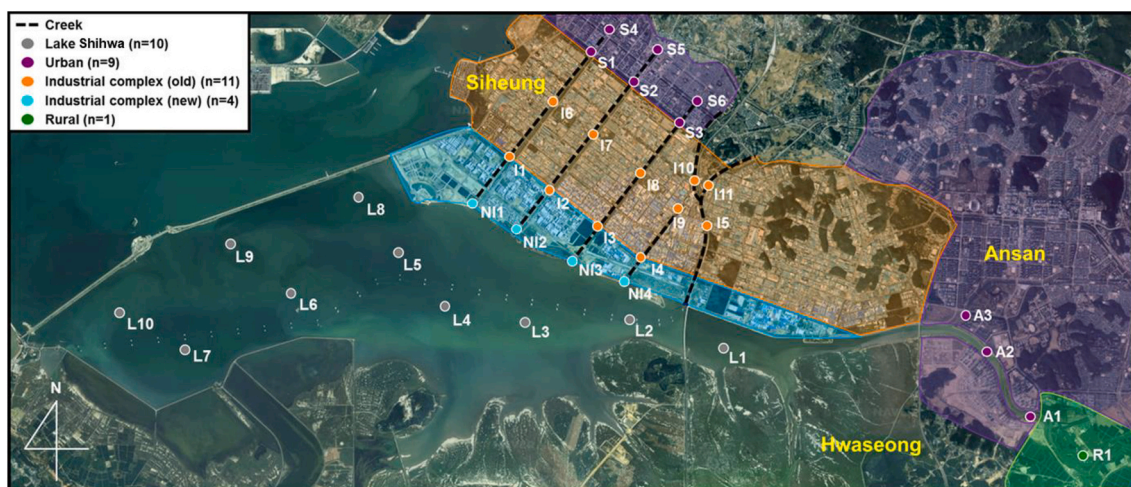 Creek
Lake Shihwa (n=10)
Urban (n=9)
Industrial complex (old) (n=11)
Industrial complex (new) (n=4)
Rural (n=1)
Siheung
S4
S1
S5
S2
S6
S3
I6
I7
I1
I8
I10
I11
I2
I9
I5
NI1
NI2
I3
NI3
I4
NI4
L8
L9
L5
L6
L10
L4
L3
L2
L7
L1
Ansan
A3
A2
A1
Hwaseong
R1
N